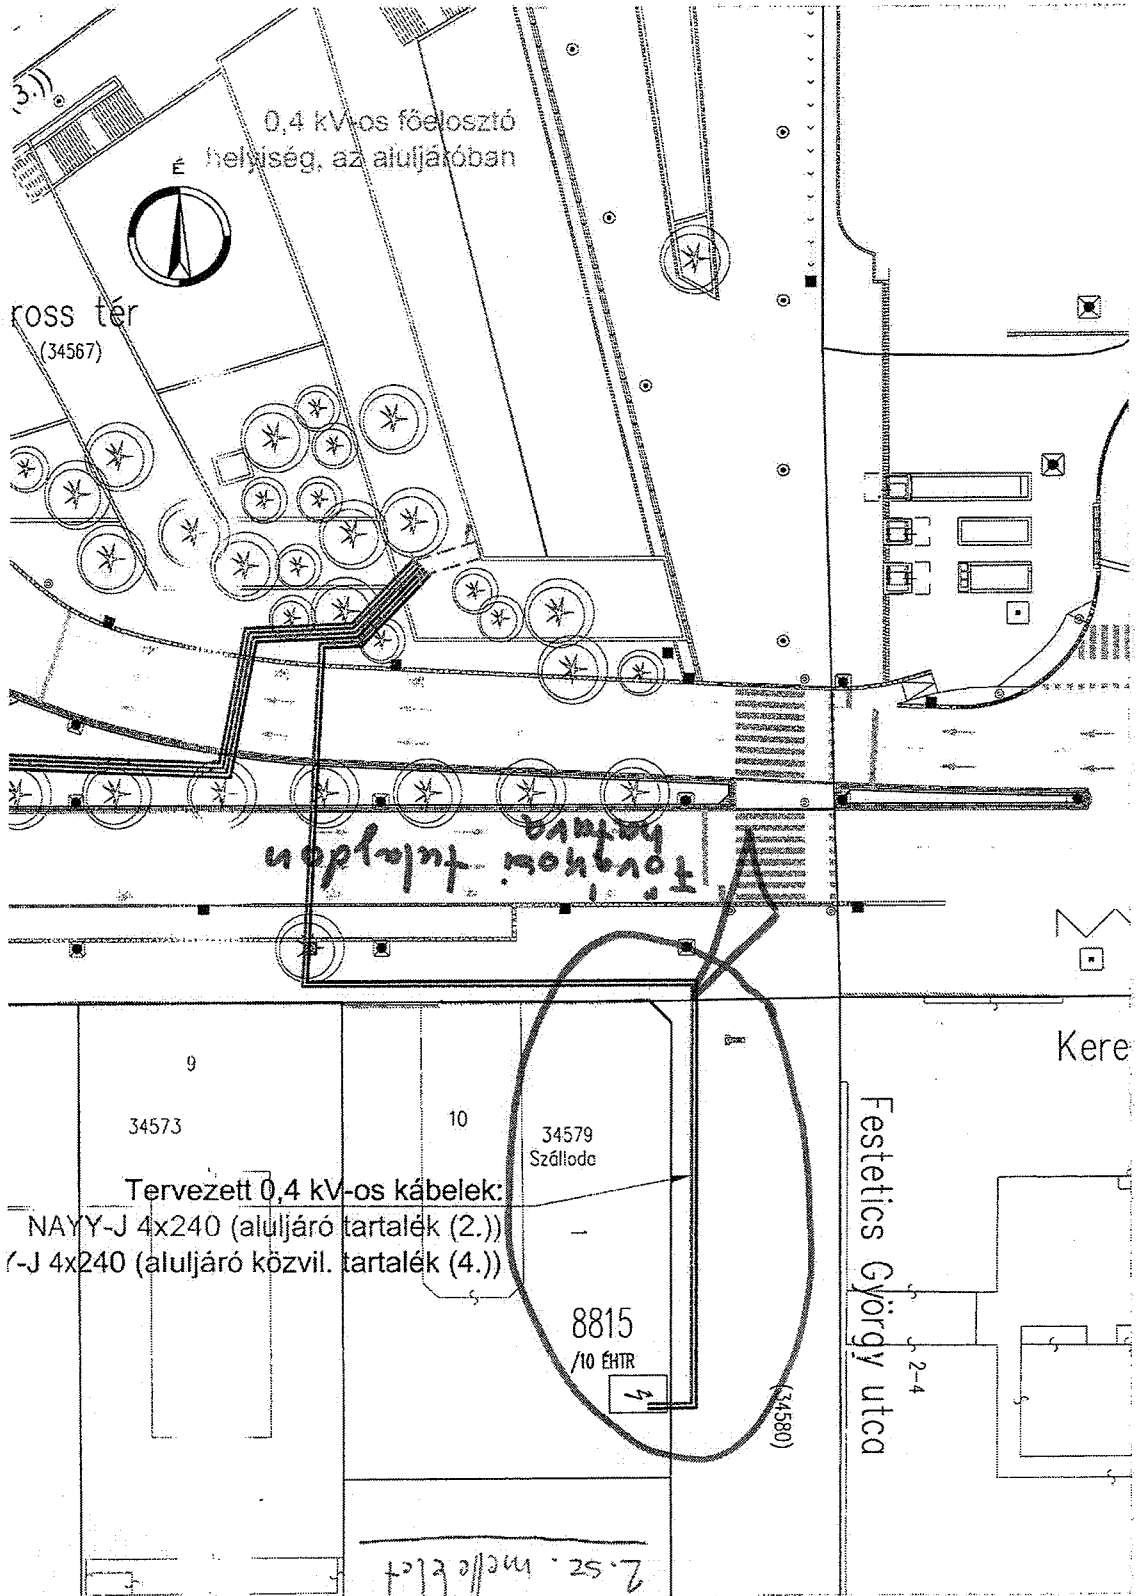 3.))
0,4 kV-os főelosztó
helyiség, az aluljáróban
É
ross tér
(34567)
Fővárosi tulajdon
határa
M
Kere
9
34573
10
34579
Szálloda
Tervezett 0,4 kV-os kábelek:
NAYY-J 4x240 (aluljáró tartalék (2.))
Y-J 4x240 (aluljáró közvil. tartalék (4.))
1
8815
/10 ÉHTR
Festetics György utca
2-4
(34580)
2.sz. melléklet